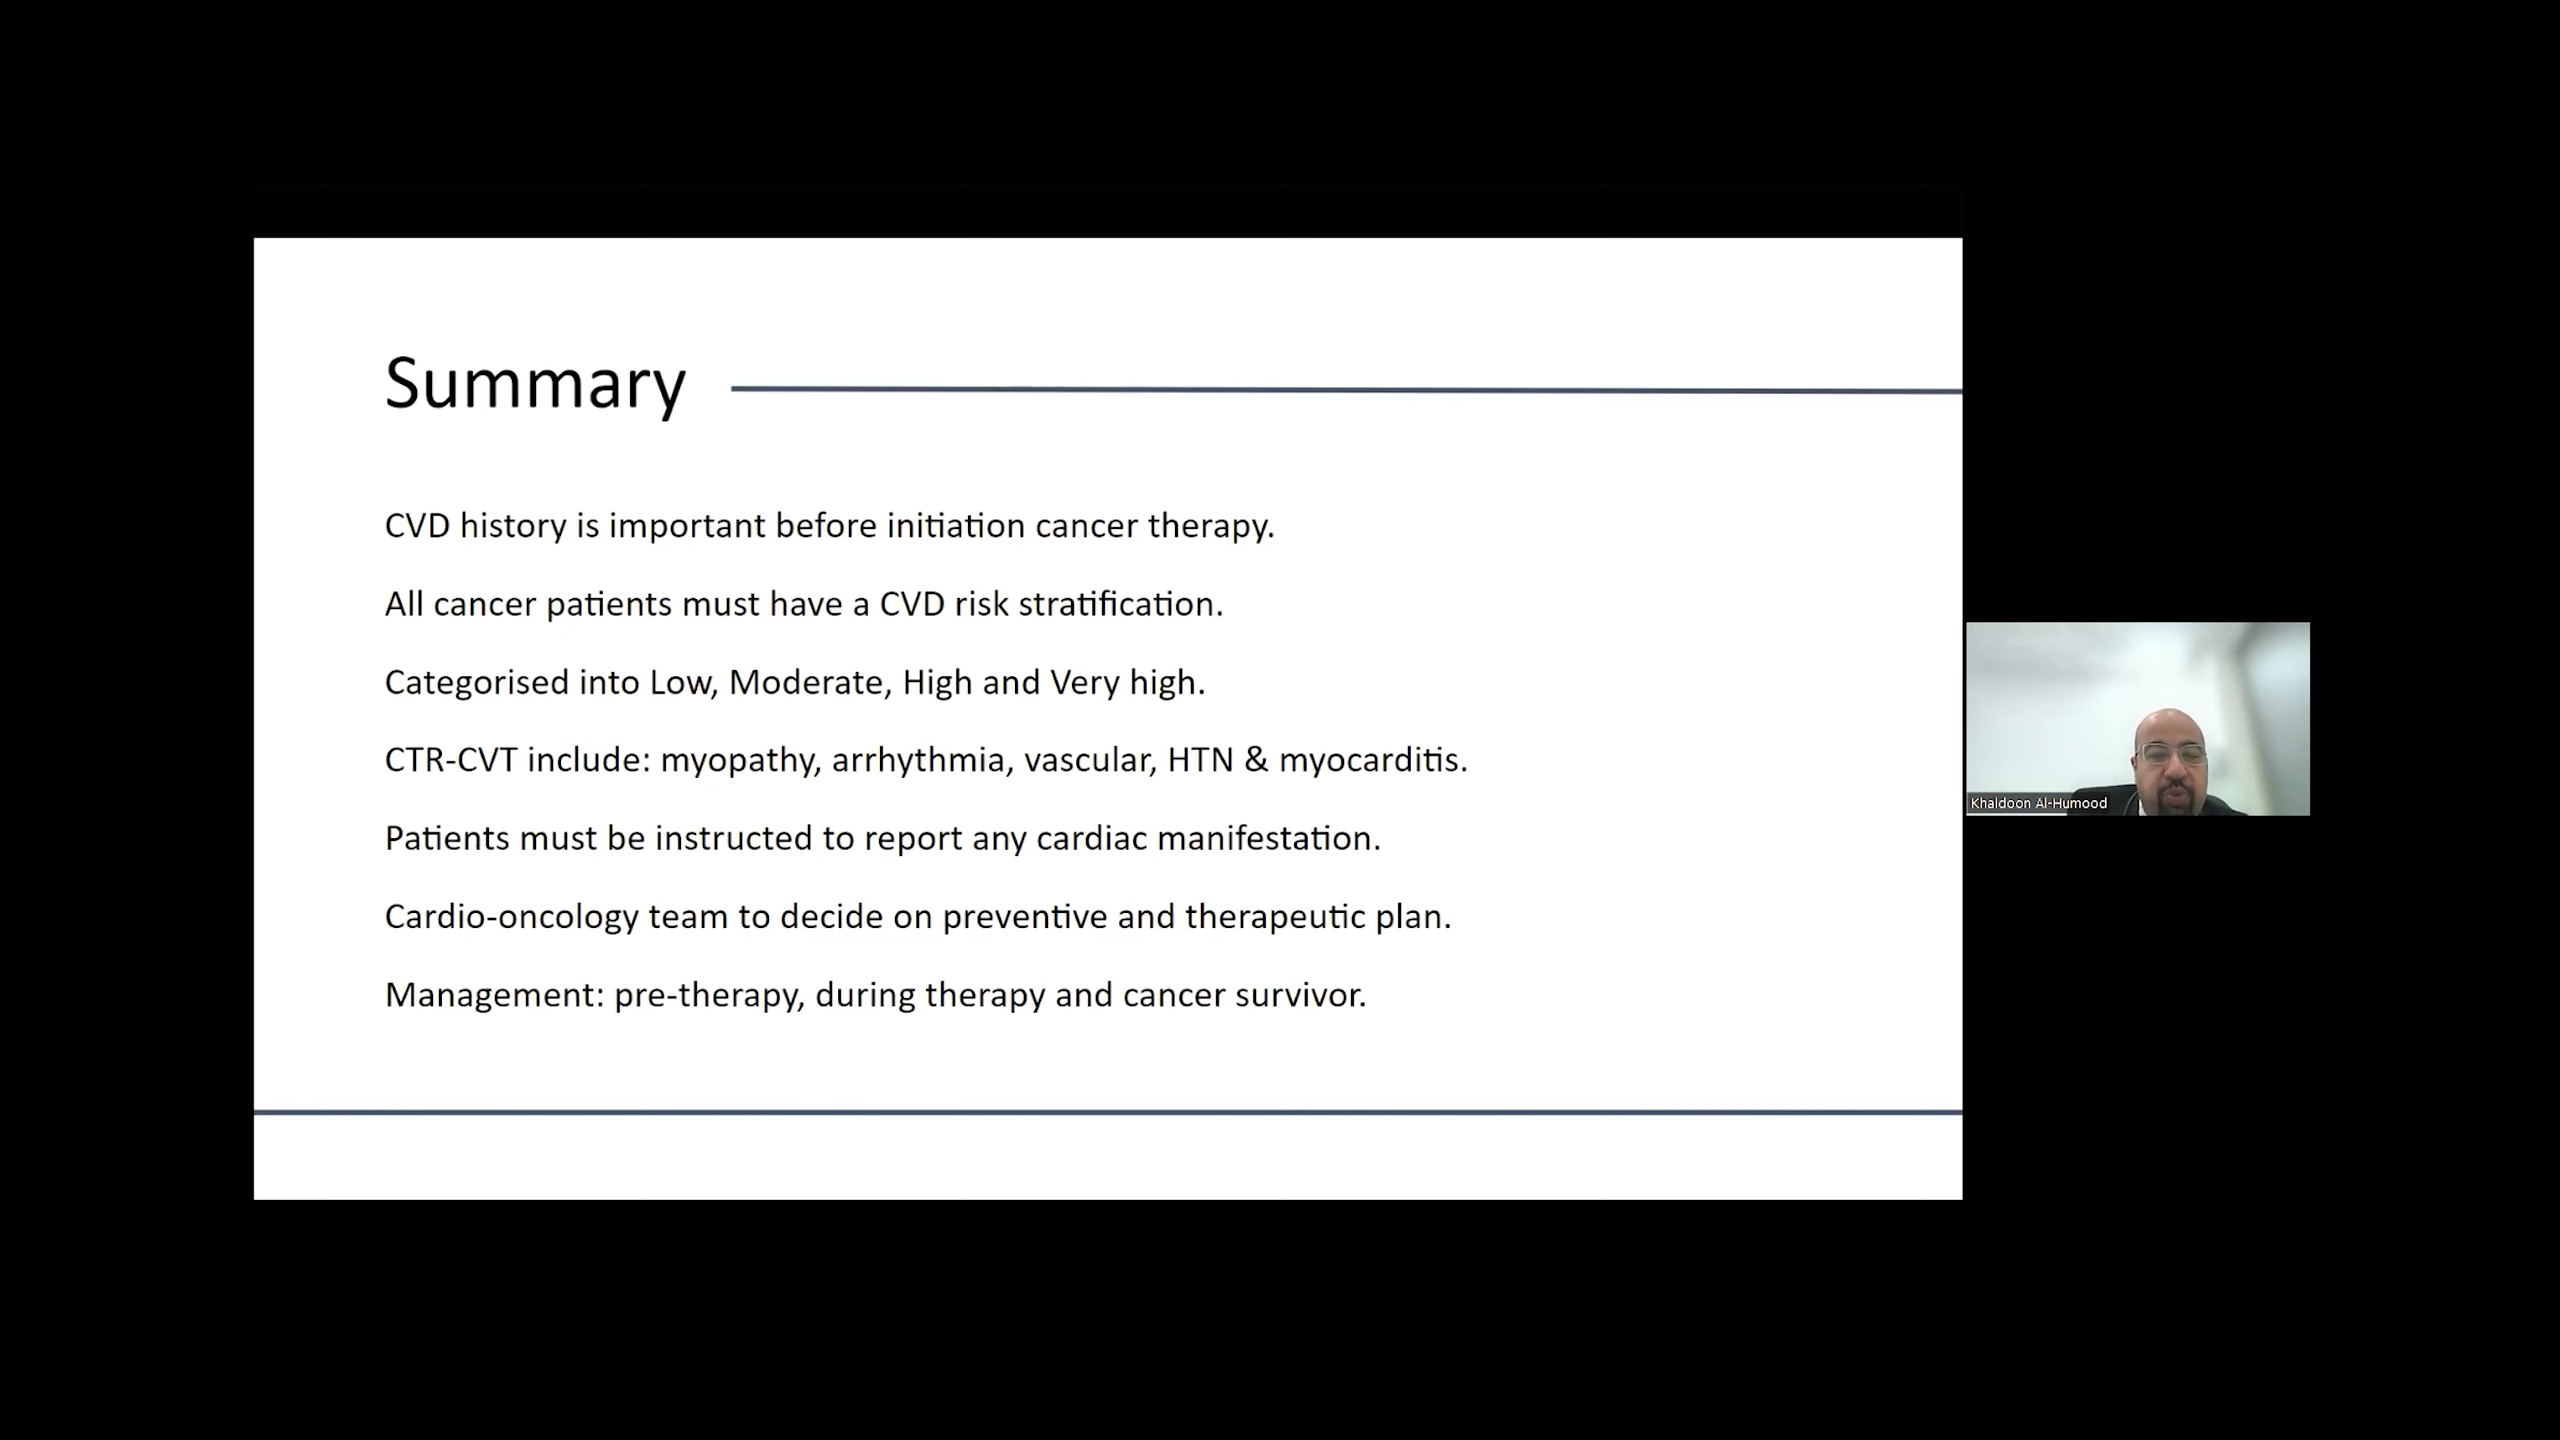 Summary
CVD history is important before initiation cancer therapy.
All cancer patients must have a CVD risk stratification.
Categorised into Low, Moderate, High and Very high.
CTR-CVT include: myopathy, arrhythmia, vascular, HTN & myocarditis.
Patients must be instructed to report any cardiac manifestation.
Cardio-oncology team to decide on preventive and therapeutic plan.
Management: pre-therapy, during therapy and cancer survivor.
Khaldoon Al-Humood